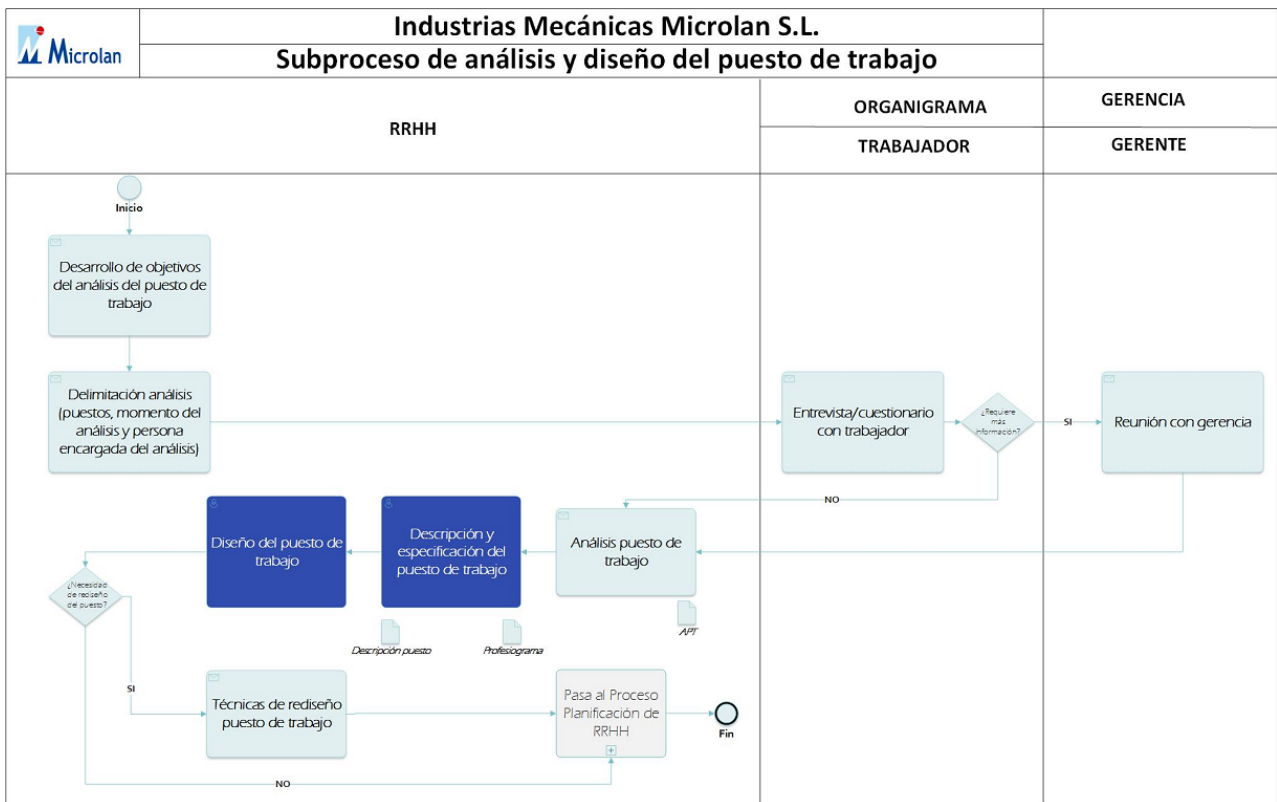 Microlan
Industrias Mecánicas Microlan S.L.
Subproceso de análisis y diseño del puesto de trabajo
RRHH
ORGANIGRAMA
TRABAJADOR
GERENCIA
GERENTE
Inicio
Desarrollo de objetivos
del análisis del puesto de
trabajo
Delimitación análisis
(puestos, momento del
análisis y persona
encargada del análisis)
Entrevista/cuestionario
con trabajador
¿Requiere
más
información?
SI
Reunión con gerencia
NO
Análisis puesto de
trabajo
APT
Descripción y
especificación del
puesto de trabajo
Descripción puesto
Profesiograma
Diseño del puesto de
trabajo
¿Necesidad
de rediseño
del puesto?
SI
Técnicas de rediseño
puesto de trabajo
NO
Pasa al Proceso
Planificación de
RRHH
Fin